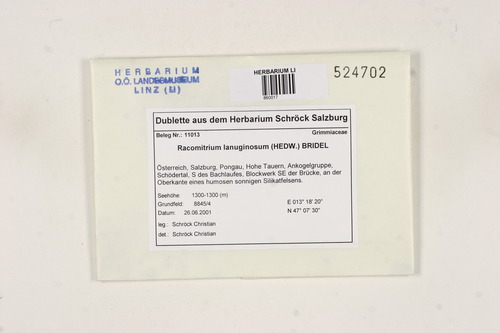 HERBARIUM
O.Ö. LANDESMUSEUM
LINZ (LI)
HERBARIUM LI
860017
524702
Dublette aus dem Herbarium Schröck Salzburg
Beleg Nr.: 11013 Grimmiaceae
Racomitrium lanuginosum (HEDW.) BRIDEL
Österreich, Salzburg, Pongau, Hohe Tauern, Ankogelgruppe,
Schödertal, S des Bachlaufes, Blockwerk SE der Brücke, an der
Oberkante eines humosen sonnigen Silikatfelsens.
Seehöhe 1300-1300 (m) E 013° 18' 20"
Grundfeld: 8845/4
Datum: 26.06.2001 N 47° 07' 30"
leg.: Schröck Christian
det.: Schröck Christian